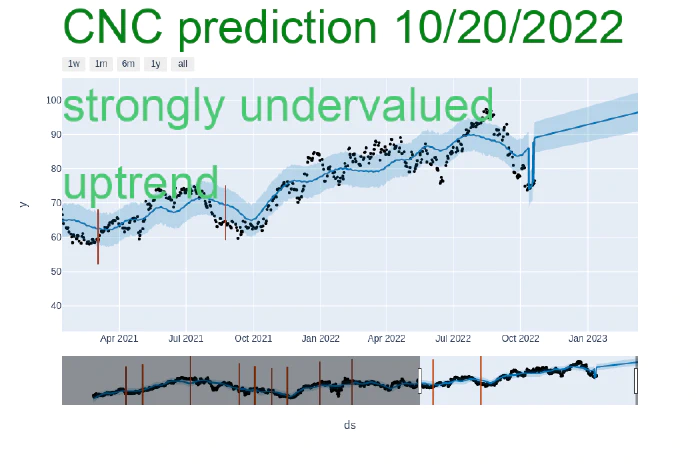 CNC prediction 10/20/2022
1w 1m 6m 1y all
strongly undervalued
uptrend
100
90
80
70
60
50
40
y
Apr 2021 Jul 2021 Oct 2021 Jan 2022 Apr 2022 Jul 2022 Oct 2022 Jan 2023
ds